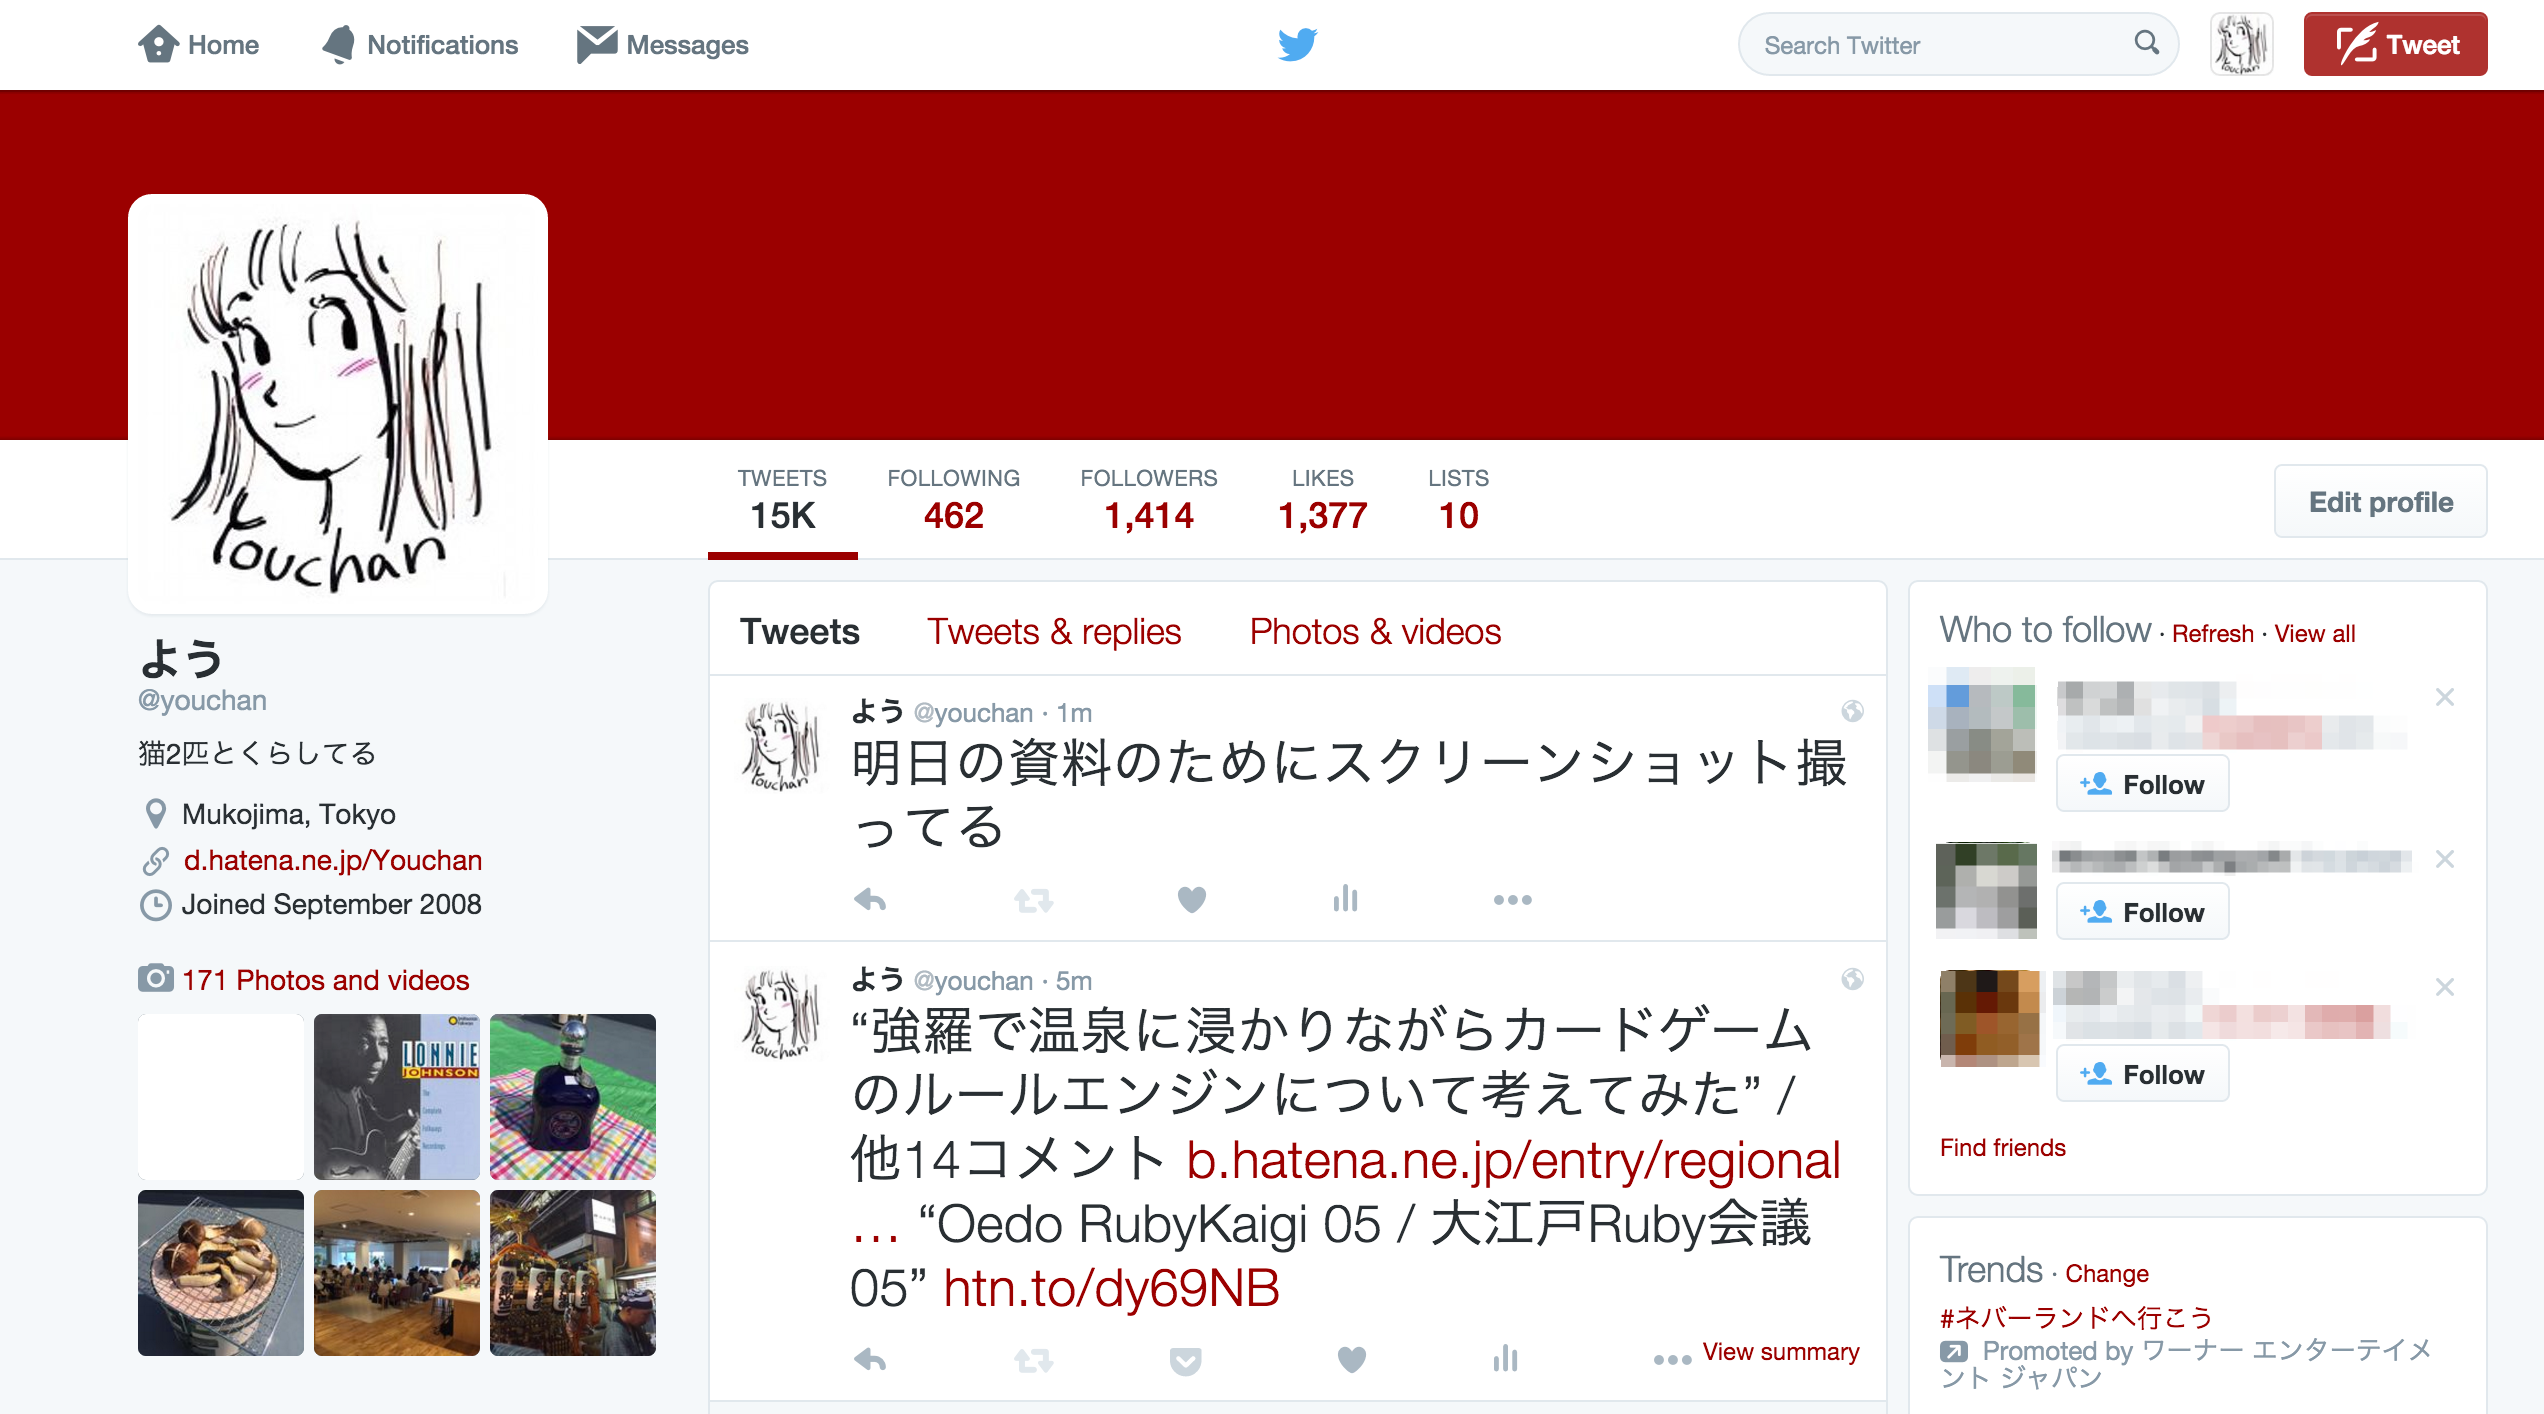 Home
Notifications
Messages
Search Twitter
Tweet
Youchan
TWEETS
15K
FOLLOWING
462
FOLLOWERS
1,414
LIKES
1,377
LISTS
10
Edit profile
よう
@youchan
猫2匹とくらしてる
Mukojima, Tokyo
d.hatena.ne.jp/Youchan
Joined September 2008
171 Photos and videos
LONNIE
JOHNSON
The
Complete
Folkways
Recordings
Tweets
Tweets & replies
Photos & videos
よう @youchan · 1m
明日の資料のためにスクリーンショット撮
ってる
よう @youchan · 5m
“強羅で温泉に浸かりながらカードゲーム
のルールエンジンについて考えてみた” /
他14コメント b.hatena.ne.jp/entry/regional
… “Oedo RubyKaigi 05 / 大江戸Ruby会議
05” htn.to/dy69NB
View summary
Who to follow · Refresh · View all
Follow
Follow
Follow
Find friends
Trends · Change
#ネバーランドへ行こう
Promoted by ワーナー エンターテイメ
ント ジャパン